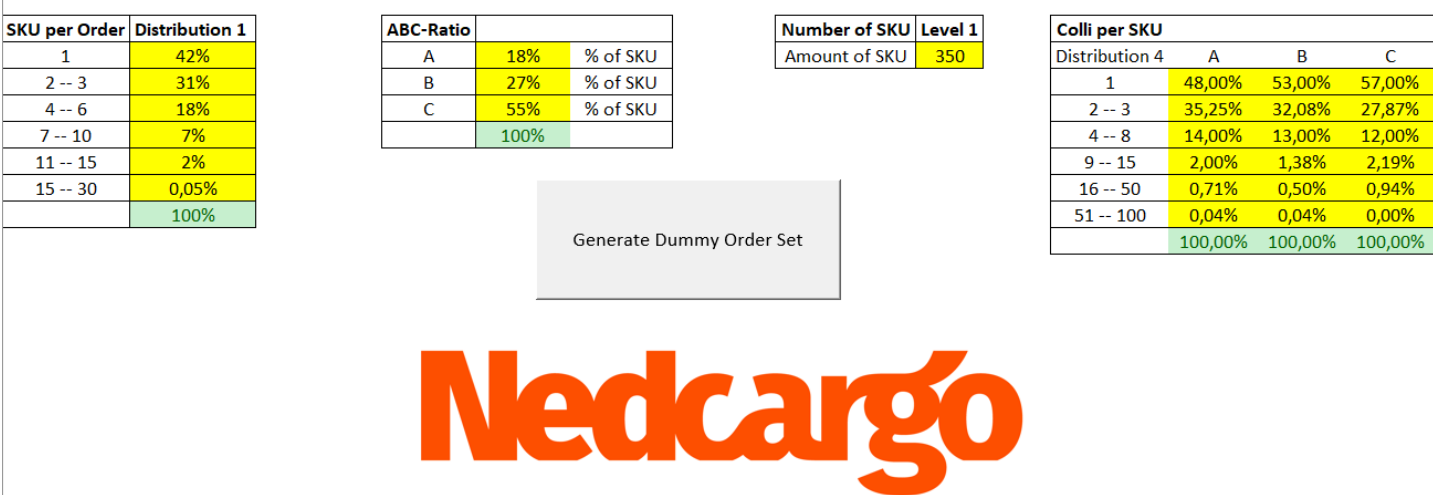 SKU per Order Distribution 1
1 42%
2 -- 3 31%
4 -- 6 18%
7 -- 10 7%
11 -- 15 2%
15 -- 30 0,05%
100%
ABC-Ratio
A 18% % of SKU
B 27% % of SKU
C 55% % of SKU
100%
Number of SKU Level 1
Amount of SKU 350
Colli per SKU
Distribution 4 A B C
1 48,00% 53,00% 57,00%
2 -- 3 35,25% 32,08% 27,87%
4 -- 8 14,00% 13,00% 12,00%
9 -- 15 2,00% 1,38% 2,19%
16 -- 50 0,71% 0,50% 0,94%
51 -- 100 0,04% 0,04% 0,00%
100,00% 100,00% 100,00%
Generate Dummy Order Set
Nedcargo